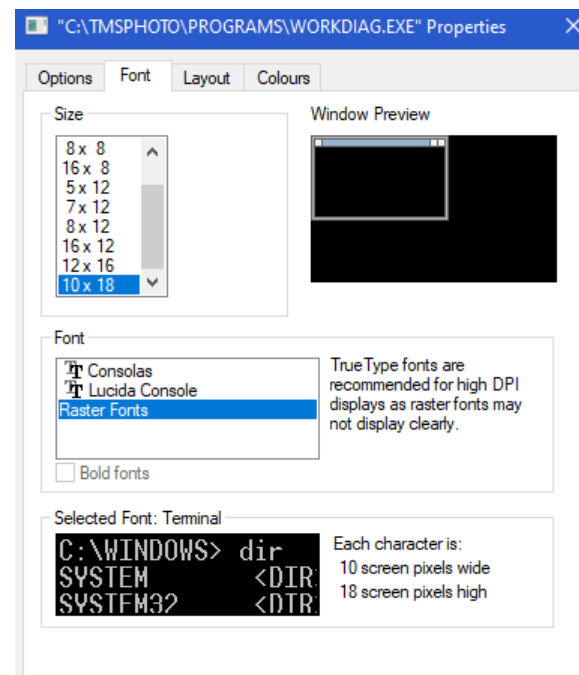 "C:\TMSPHOTO\PROGRAMS\WORKDIAG.EXE" Properties
Options Font Layout Colours
Size
8 x 8
16 x 8
5 x 12
7 x 12
8 x 12
16 x 12
12 x 16
10 x 18
Window Preview
Font
Consolas
Lucida Console
Raster Fonts
Bold fonts
TrueType fonts are
recommended for high DPI
displays as raster fonts may
not display clearly.
Selected Font: Terminal
C:\WINDOWS> dir
SYSTEM <DIR
SYSTEM32 <DIR
Each character is:
10 screen pixels wide
18 screen pixels high